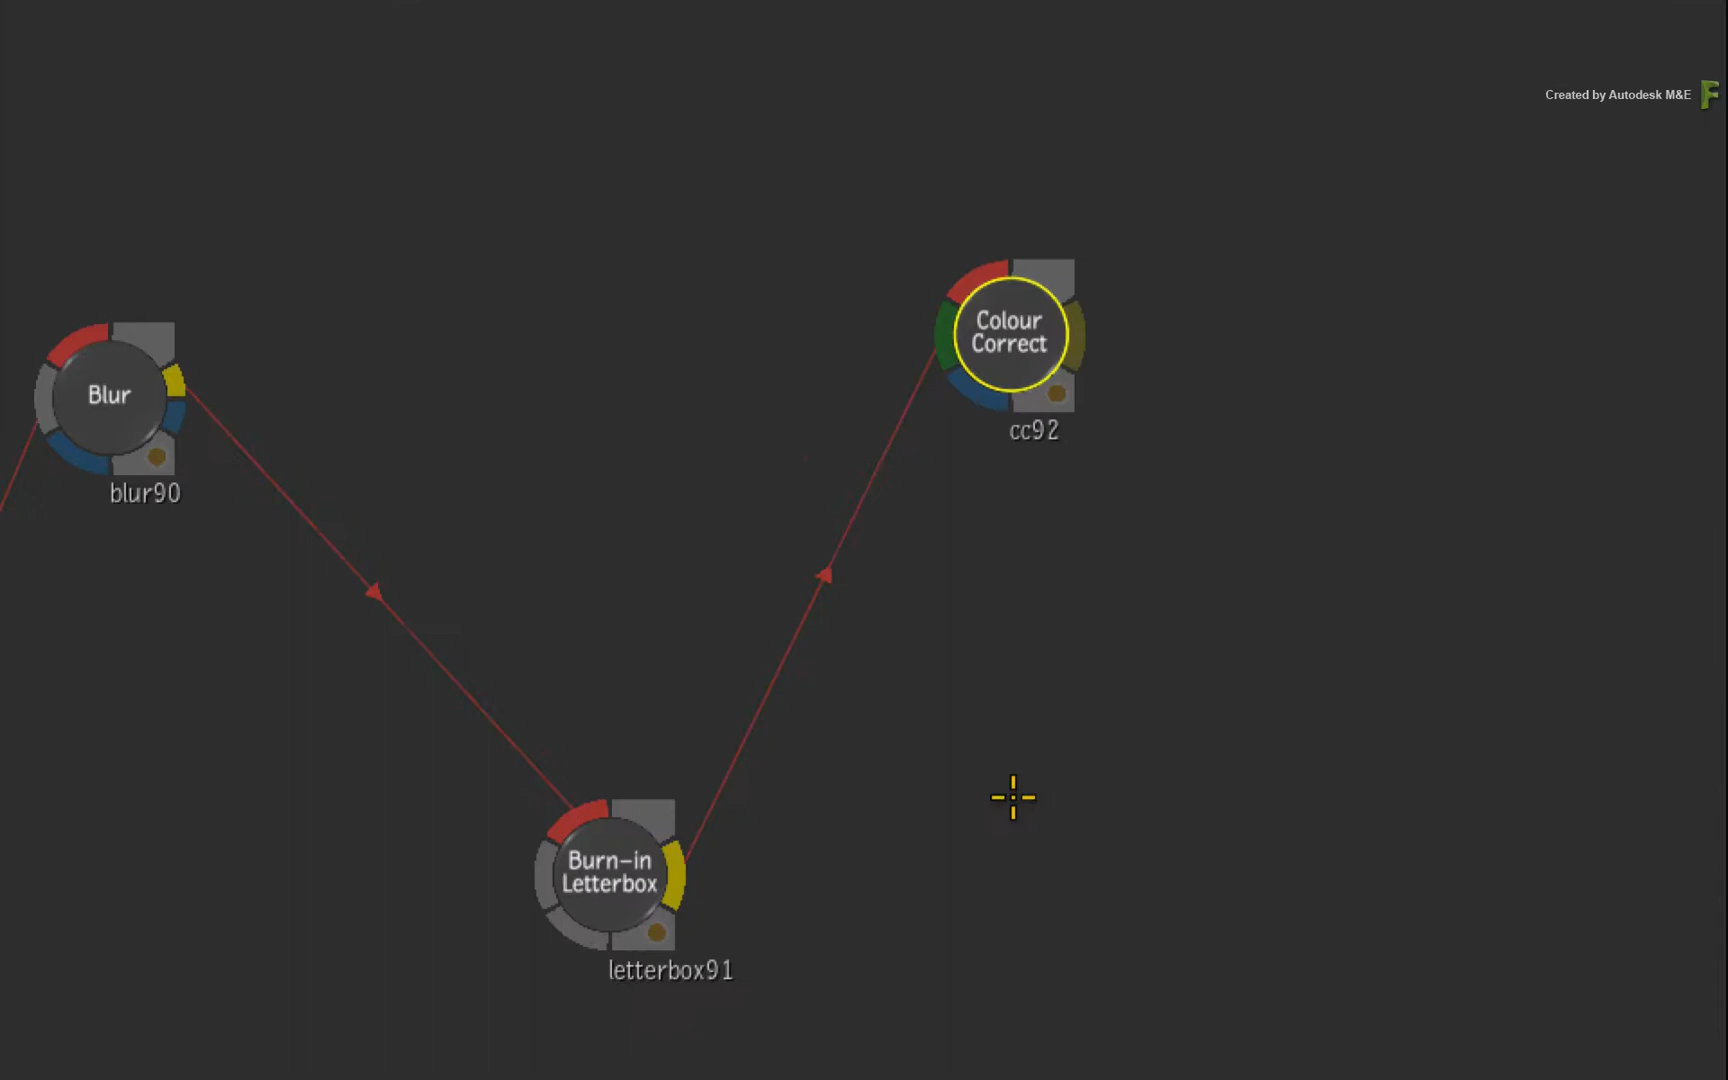 Created by Autodesk M&E
Colour
Correct
cc92
Blur
blur90
Burn-in
Letterbox
letterbox91